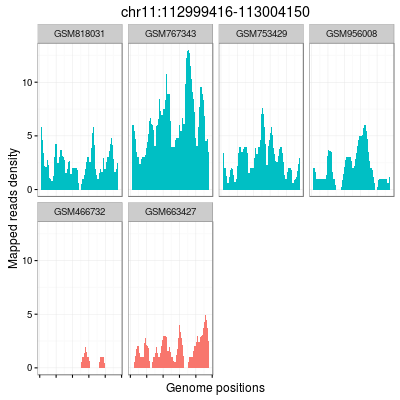 chr11:112999416-113004150
GSM818031 GSM767343 GSM753429 GSM956008
10
5
0
GSM466732 GSM663427
10
5
0
Mapped reads density
Genome positions